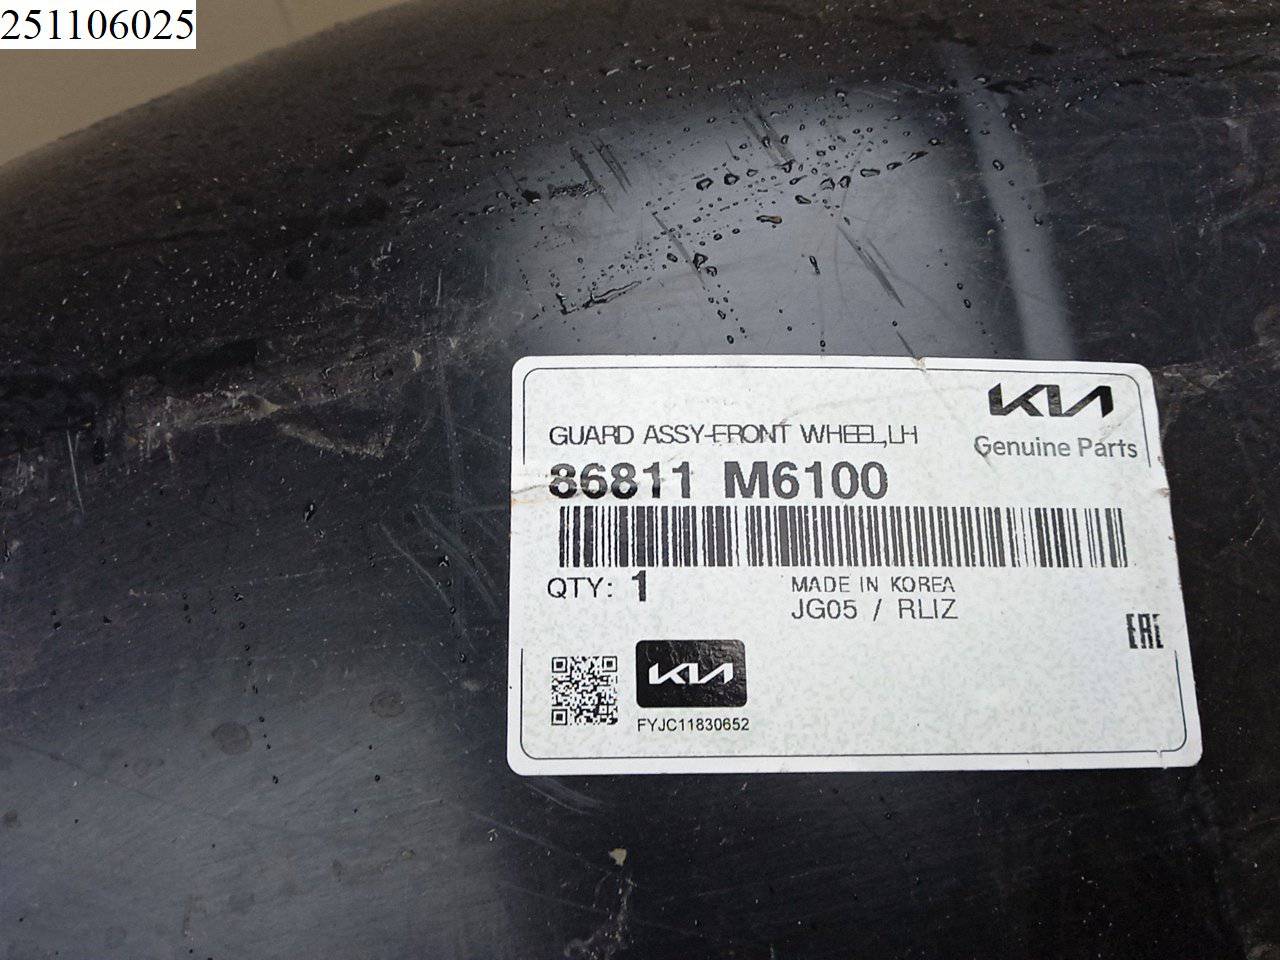 251106025
KIA
Genuine Parts
GUARD ASSY-FRONT WHEEL,LH
86811 M6100
QTY: 1
MADE IN KOREA
JG05 / RLIZ
EAC
KIA
FYJC11830652